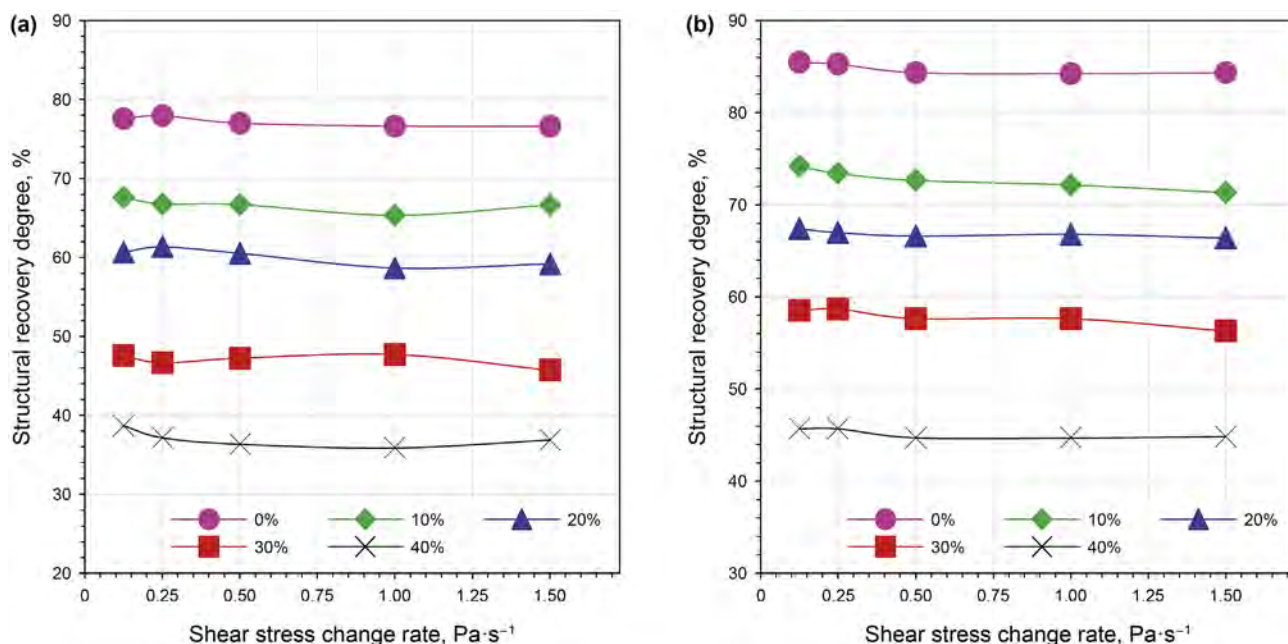 (a)
90
80
70
60
50
40
30
20
Structural recovery degree, %
0% 10% 20%
30% 40%
0 0.25 0.50 0.75 1.00 1.25 1.50
Shear stress change rate, Pa·s⁻¹
(b)
90
80
70
60
50
40
30
Structural recovery degree, %
0% 10% 20%
30% 40%
0 0.25 0.50 0.75 1.00 1.25 1.50
Shear stress change rate, Pa·s⁻¹